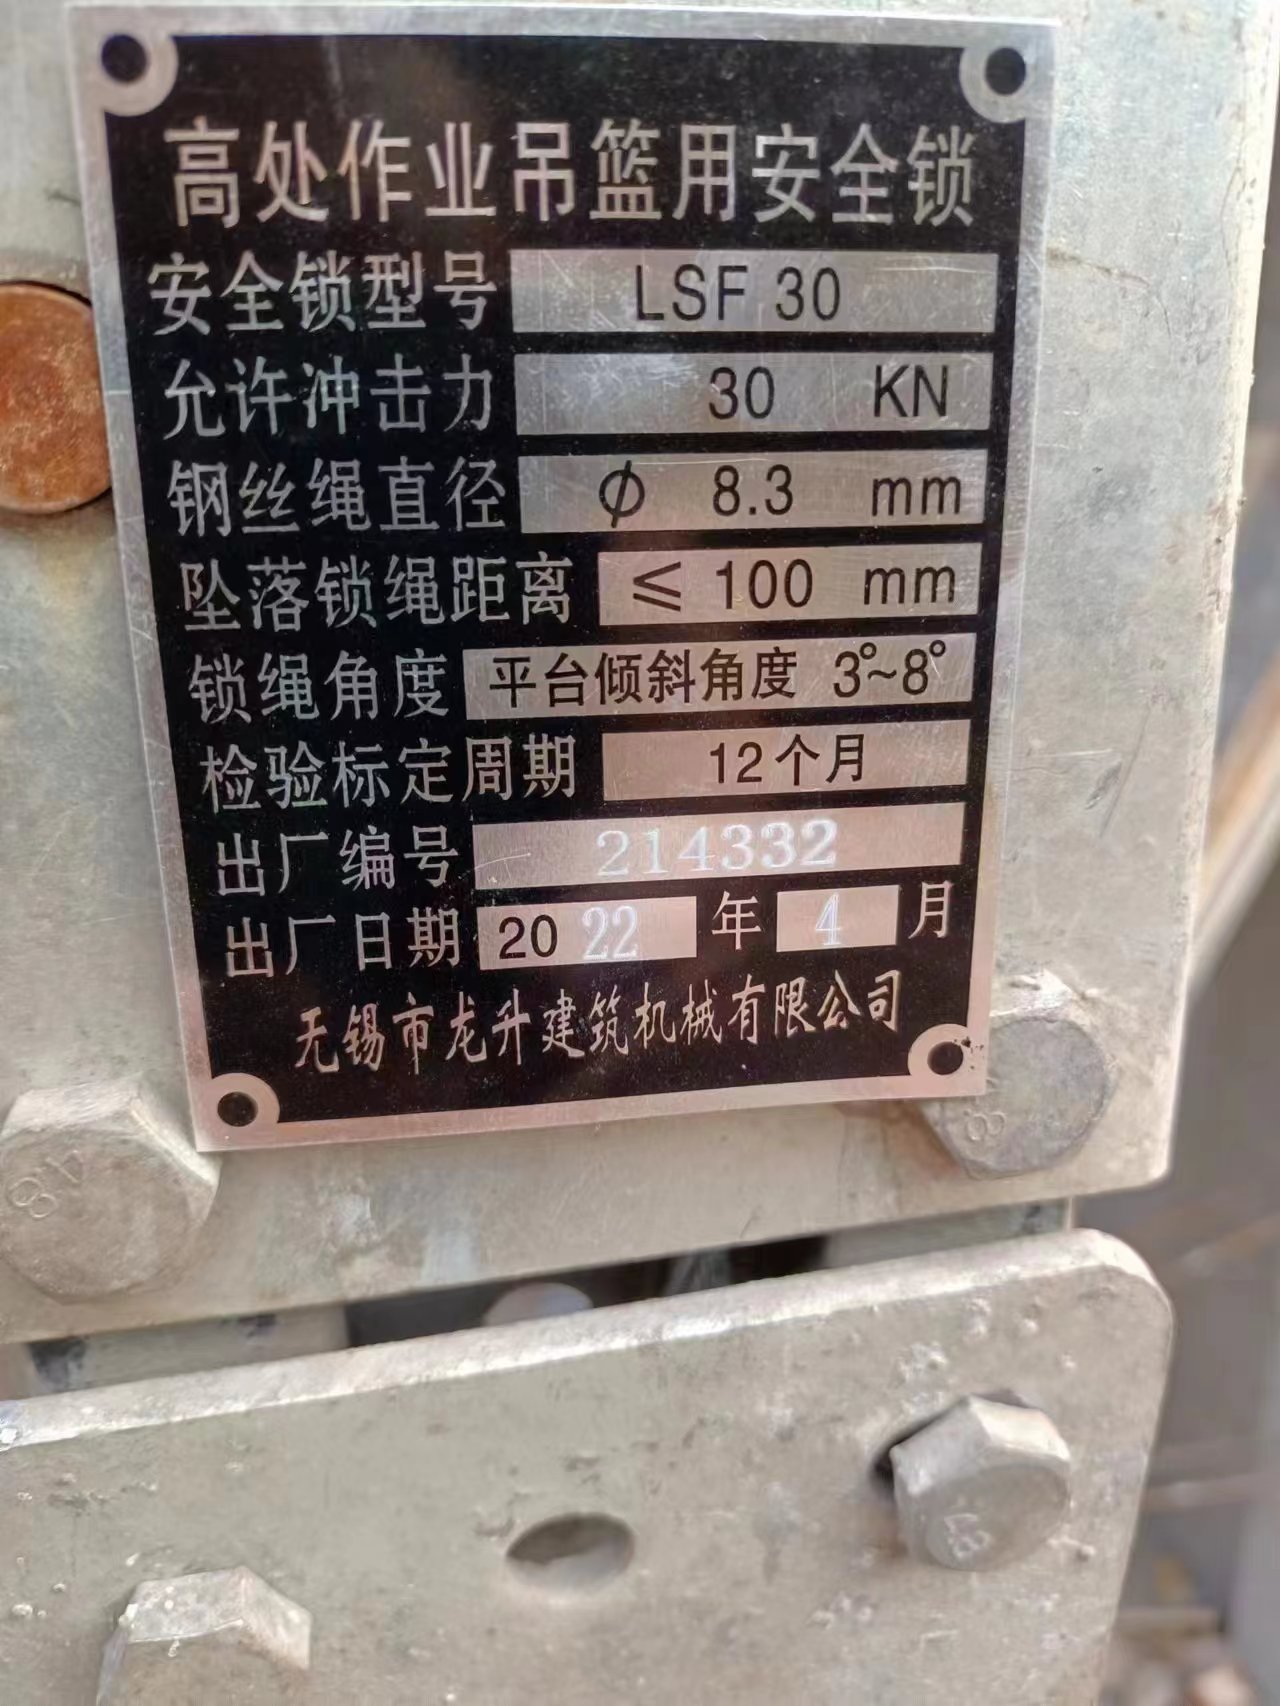 高处作业吊篮用安全锁
安全锁型号 LSF 30
允许冲击力 30 KN
钢丝绳直径 ϕ 8.3 mm
坠落锁绳距离 ≤ 100 mm
锁绳角度 平台倾斜角度 3°~8°
检验标定周期 12个月
出厂编号 214332
出厂日期 2022 年 4 月
无锡市龙升建筑机械有限公司
48
8
48